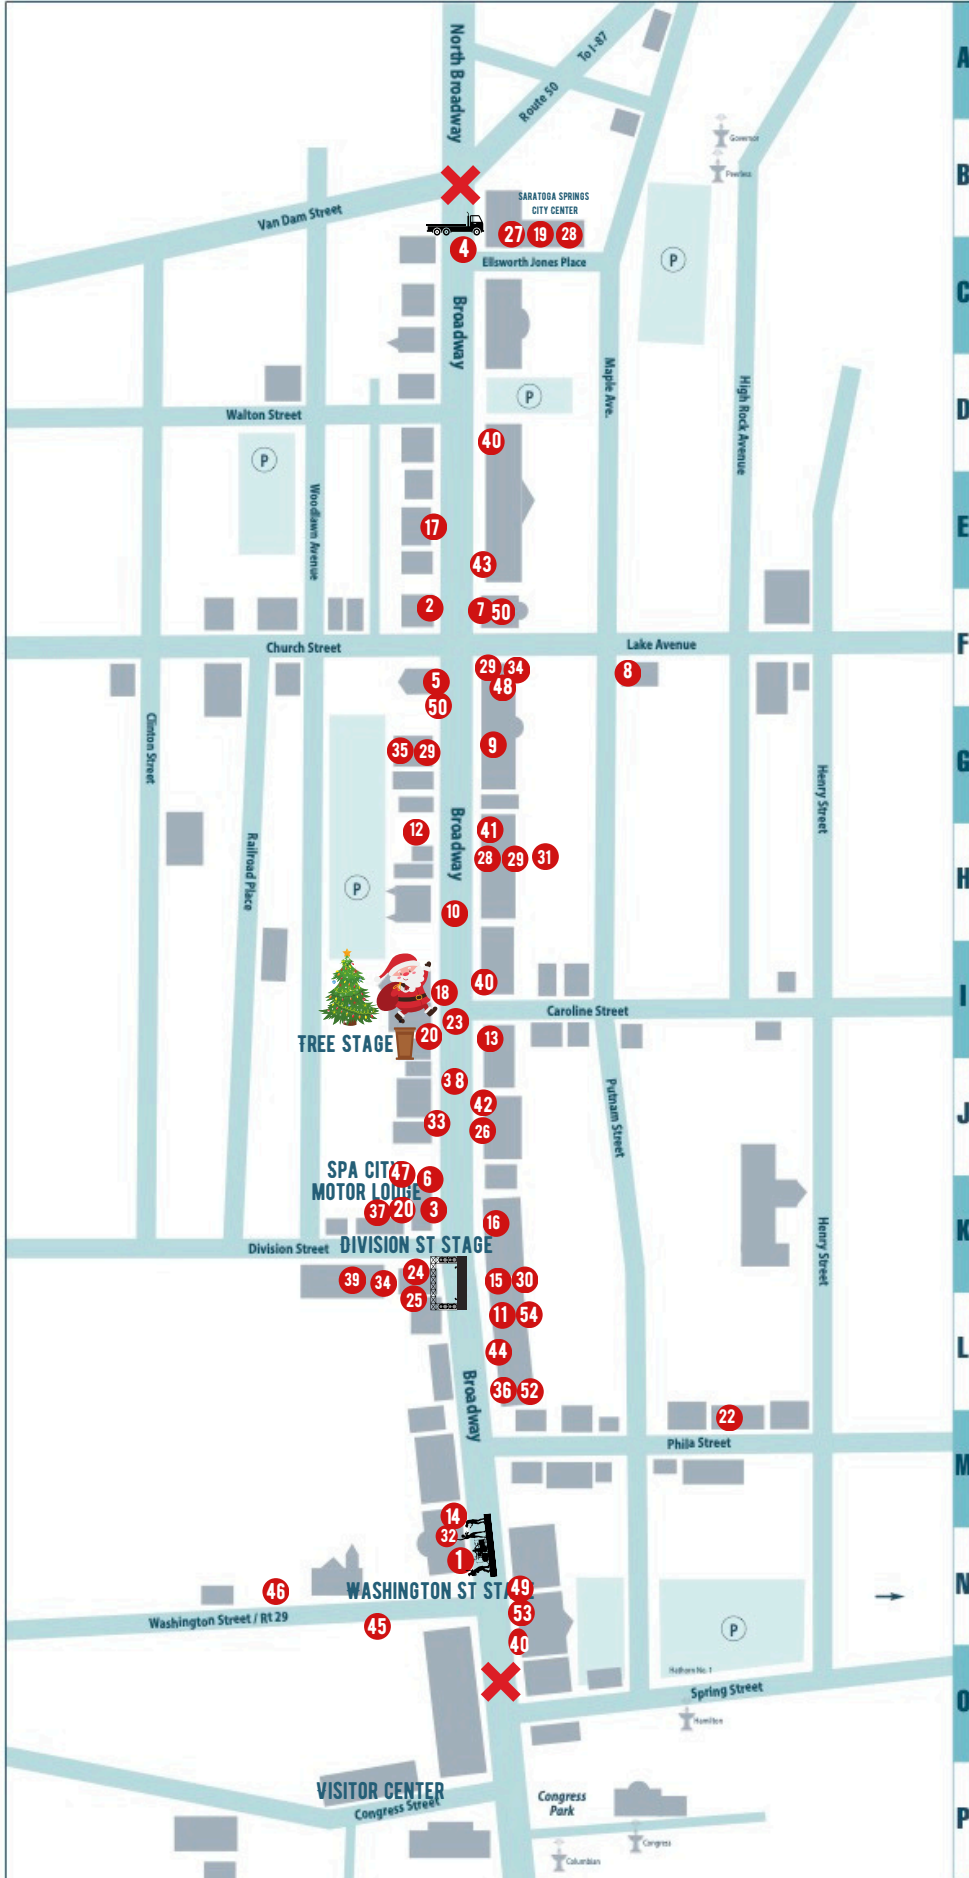 A
North Broadway
To I-87
Route 50
Governor
B
Peerless
SARATOGA SPRINGS
CITY CENTER
Van Dam Street
27
19
28
4
Ellsworth Jones Place
P
C
Broadway
Maple Ave.
High Rock Avenue
D
P
Walton Street
40
P
Woodlawn Avenue
E
17
43
2
7
50
F
Church Street
Lake Avenue
29
34
8
5
48
50
Clinton Street
G
35
29
9
Henry Street
Broadway
12
41
Railroad Place
28
29
31
H
P
10
40
I
18
Caroline Street
23
TREE STAGE
20
13
38
Putnam Street
42
J
33
26
SPA CITY
47
6
MOTOR LODGE
37
20
3
16
K
Henry Street
Division Street
DIVISION ST STAGE
39
34
24
15
30
25
11
54
44
L
Broadway
36
52
22
Phila Street
M
14
32
1
WASHINGTON ST STA
49
46
N
Washington Street / Rt 29
45
53
P
40
Hathorn No. 1
Spring Street
O
Hamilton
VISITOR CENTER
Congress Street
Congress
Park
P
Congress
Columbian